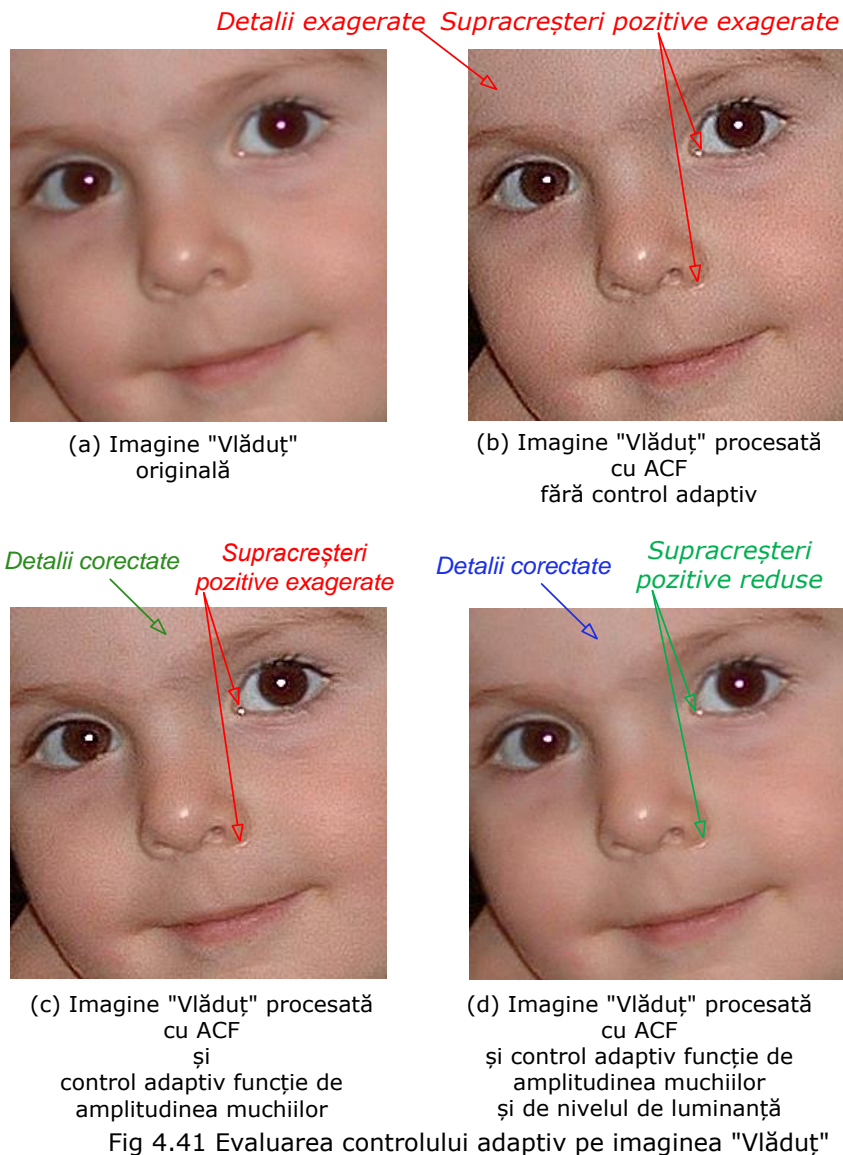 Detalii exagerate
Supracreșteri pozitive exagerate
(a) Imagine "Vlăduț"
originală
(b) Imagine "Vlăduț" procesată
cu ACF
fără control adaptiv
Detalii corectate
Supracreșteri
pozitive exagerate
Detalii corectate
Supracreșteri
pozitive reduse
(c) Imagine "Vlăduț" procesată
cu ACF
și
control adaptiv funcție de
amplitudinea muchiilor
(d) Imagine "Vlăduț" procesată
cu ACF
și control adaptiv funcție de
amplitudinea muchiilor
și de nivelul de luminanță
Fig 4.41 Evaluarea controlului adaptiv pe imaginea "Vlăduț"